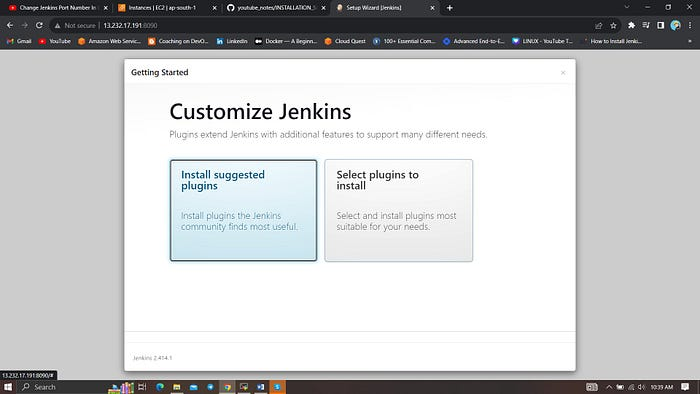 Change Jenkins Port Number In
Instances | EC2 | ap-south-1
youtube_notes/INSTALLATION_S
Setup Wizard [Jenkins]
Not secure | 13.232.17.191:8090
Gmail
YouTube
Amazon Web Servic...
Coaching on DevO...
LinkedIn
Docker — A Beginn...
Cloud Quest
100+ Essential Com...
Advanced End-to-E...
LINUX - YouTube T...
How to Install Jenki...
Getting Started
Customize Jenkins
Plugins extend Jenkins with additional features to support many different needs.
Install suggested
plugins
Install plugins the Jenkins
community finds most useful.
Select plugins to
install
Select and install plugins most
suitable for your needs.
Jenkins 2.414.1
13.232.17.191:8090/#
Search
10:39 AM